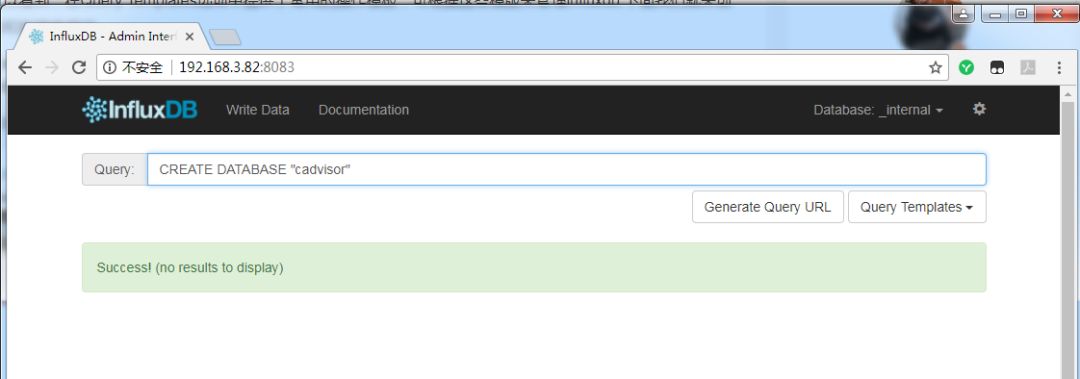 InfluxDB - Admin Inter
不安全 | 192.168.3.82:8083
InfluxDB Write Data Documentation Database: _internal
Query: CREATE DATABASE "cadvisor"
Generate Query URL Query Templates
Success! (no results to display)